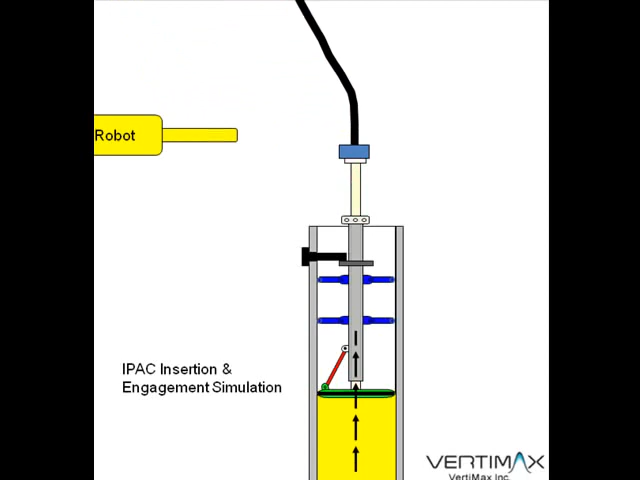 Robot
IPAC Insertion &
Engagement Simulation
VERTIMAX
VertiMax Inc.